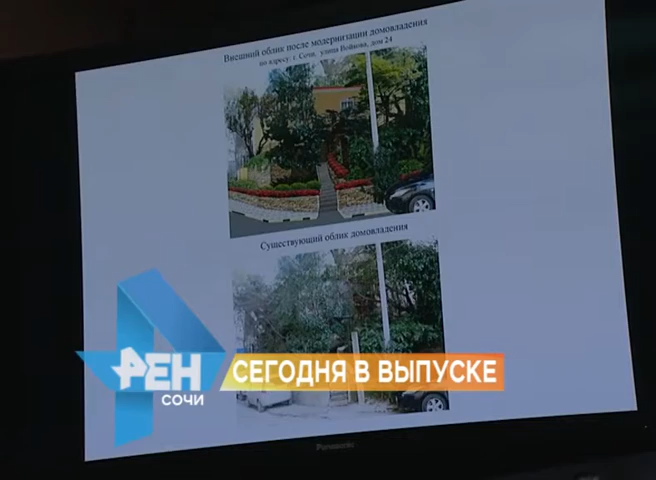 Внешний облик после модернизации домовладения
по адресу: г. Сочи, улица Войкова, дом 24
Существующий облик домовладения
РЕН
СОЧИ
СЕГОДНЯ В ВЫПУСКЕ
Panasonic